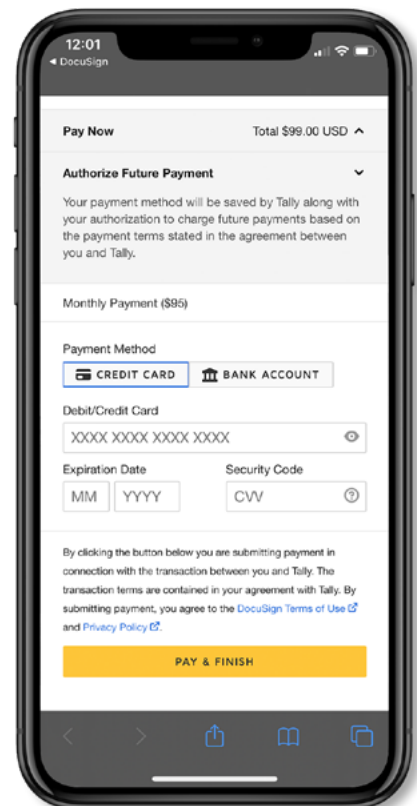 12:01
◀ DocuSign
Pay Now Total $99.00 USD
Authorize Future Payment
Your payment method will be saved by Tally along with
your authorization to charge future payments based on
the payment terms stated in the agreement between
you and Tally.
Monthly Payment ($95)
Payment Method
CREDIT CARD BANK ACCOUNT
Debit/Credit Card
XXXX XXXX XXXX XXXX
Expiration Date Security Code
MM YYYY CVV
By clicking the button below you are submitting payment in
connection with the transaction between you and Tally. The
transaction terms are contained in your agreement with Tally. By
submitting payment, you agree to the DocuSign Terms of Use
and Privacy Policy.
PAY & FINISH